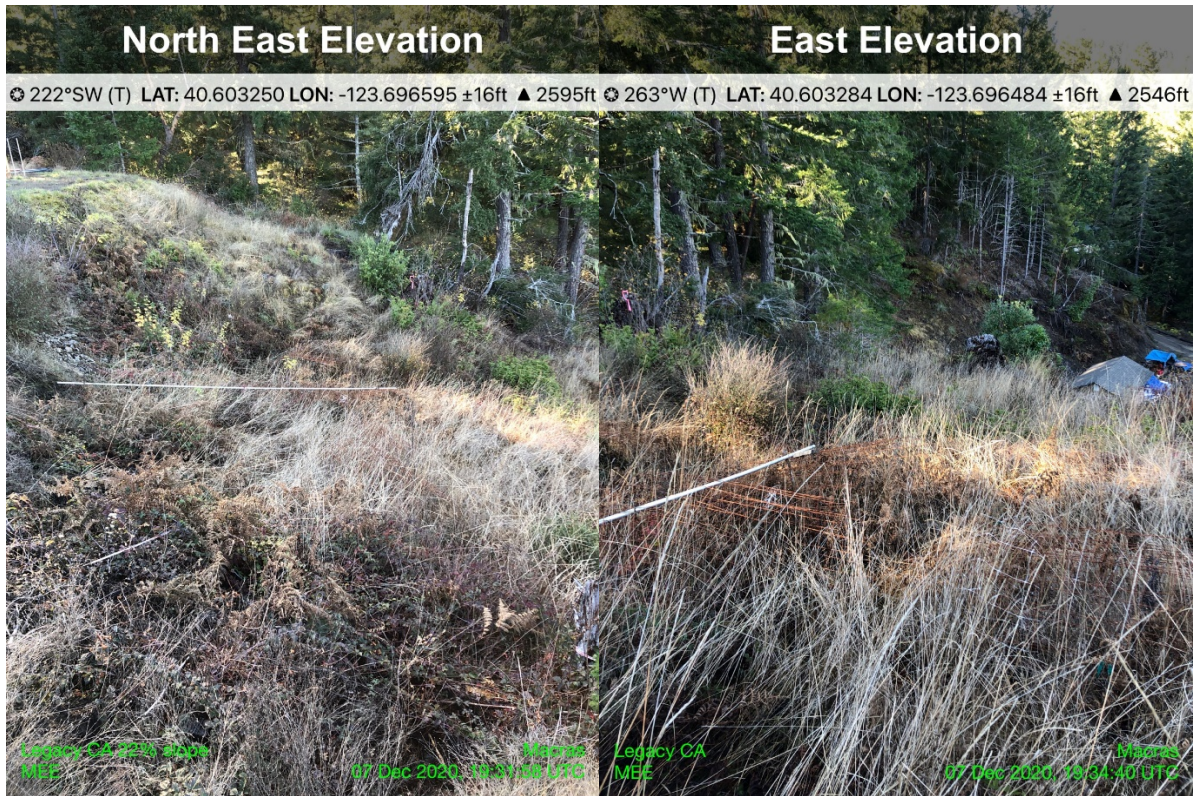 North East Elevation
222°SW (T) LAT: 40.603250 LON: -123.696595 ±16ft ▲ 2595ft
Legacy CA 22% slope
MEE
Macras
07 Dec 2020, 19:31:58 UTC
East Elevation
263°W (T) LAT: 40.603284 LON: -123.696484 ±16ft ▲ 2546ft
Legacy CA
MEE
Macras
07 Dec 2020, 19:34:40 UTC